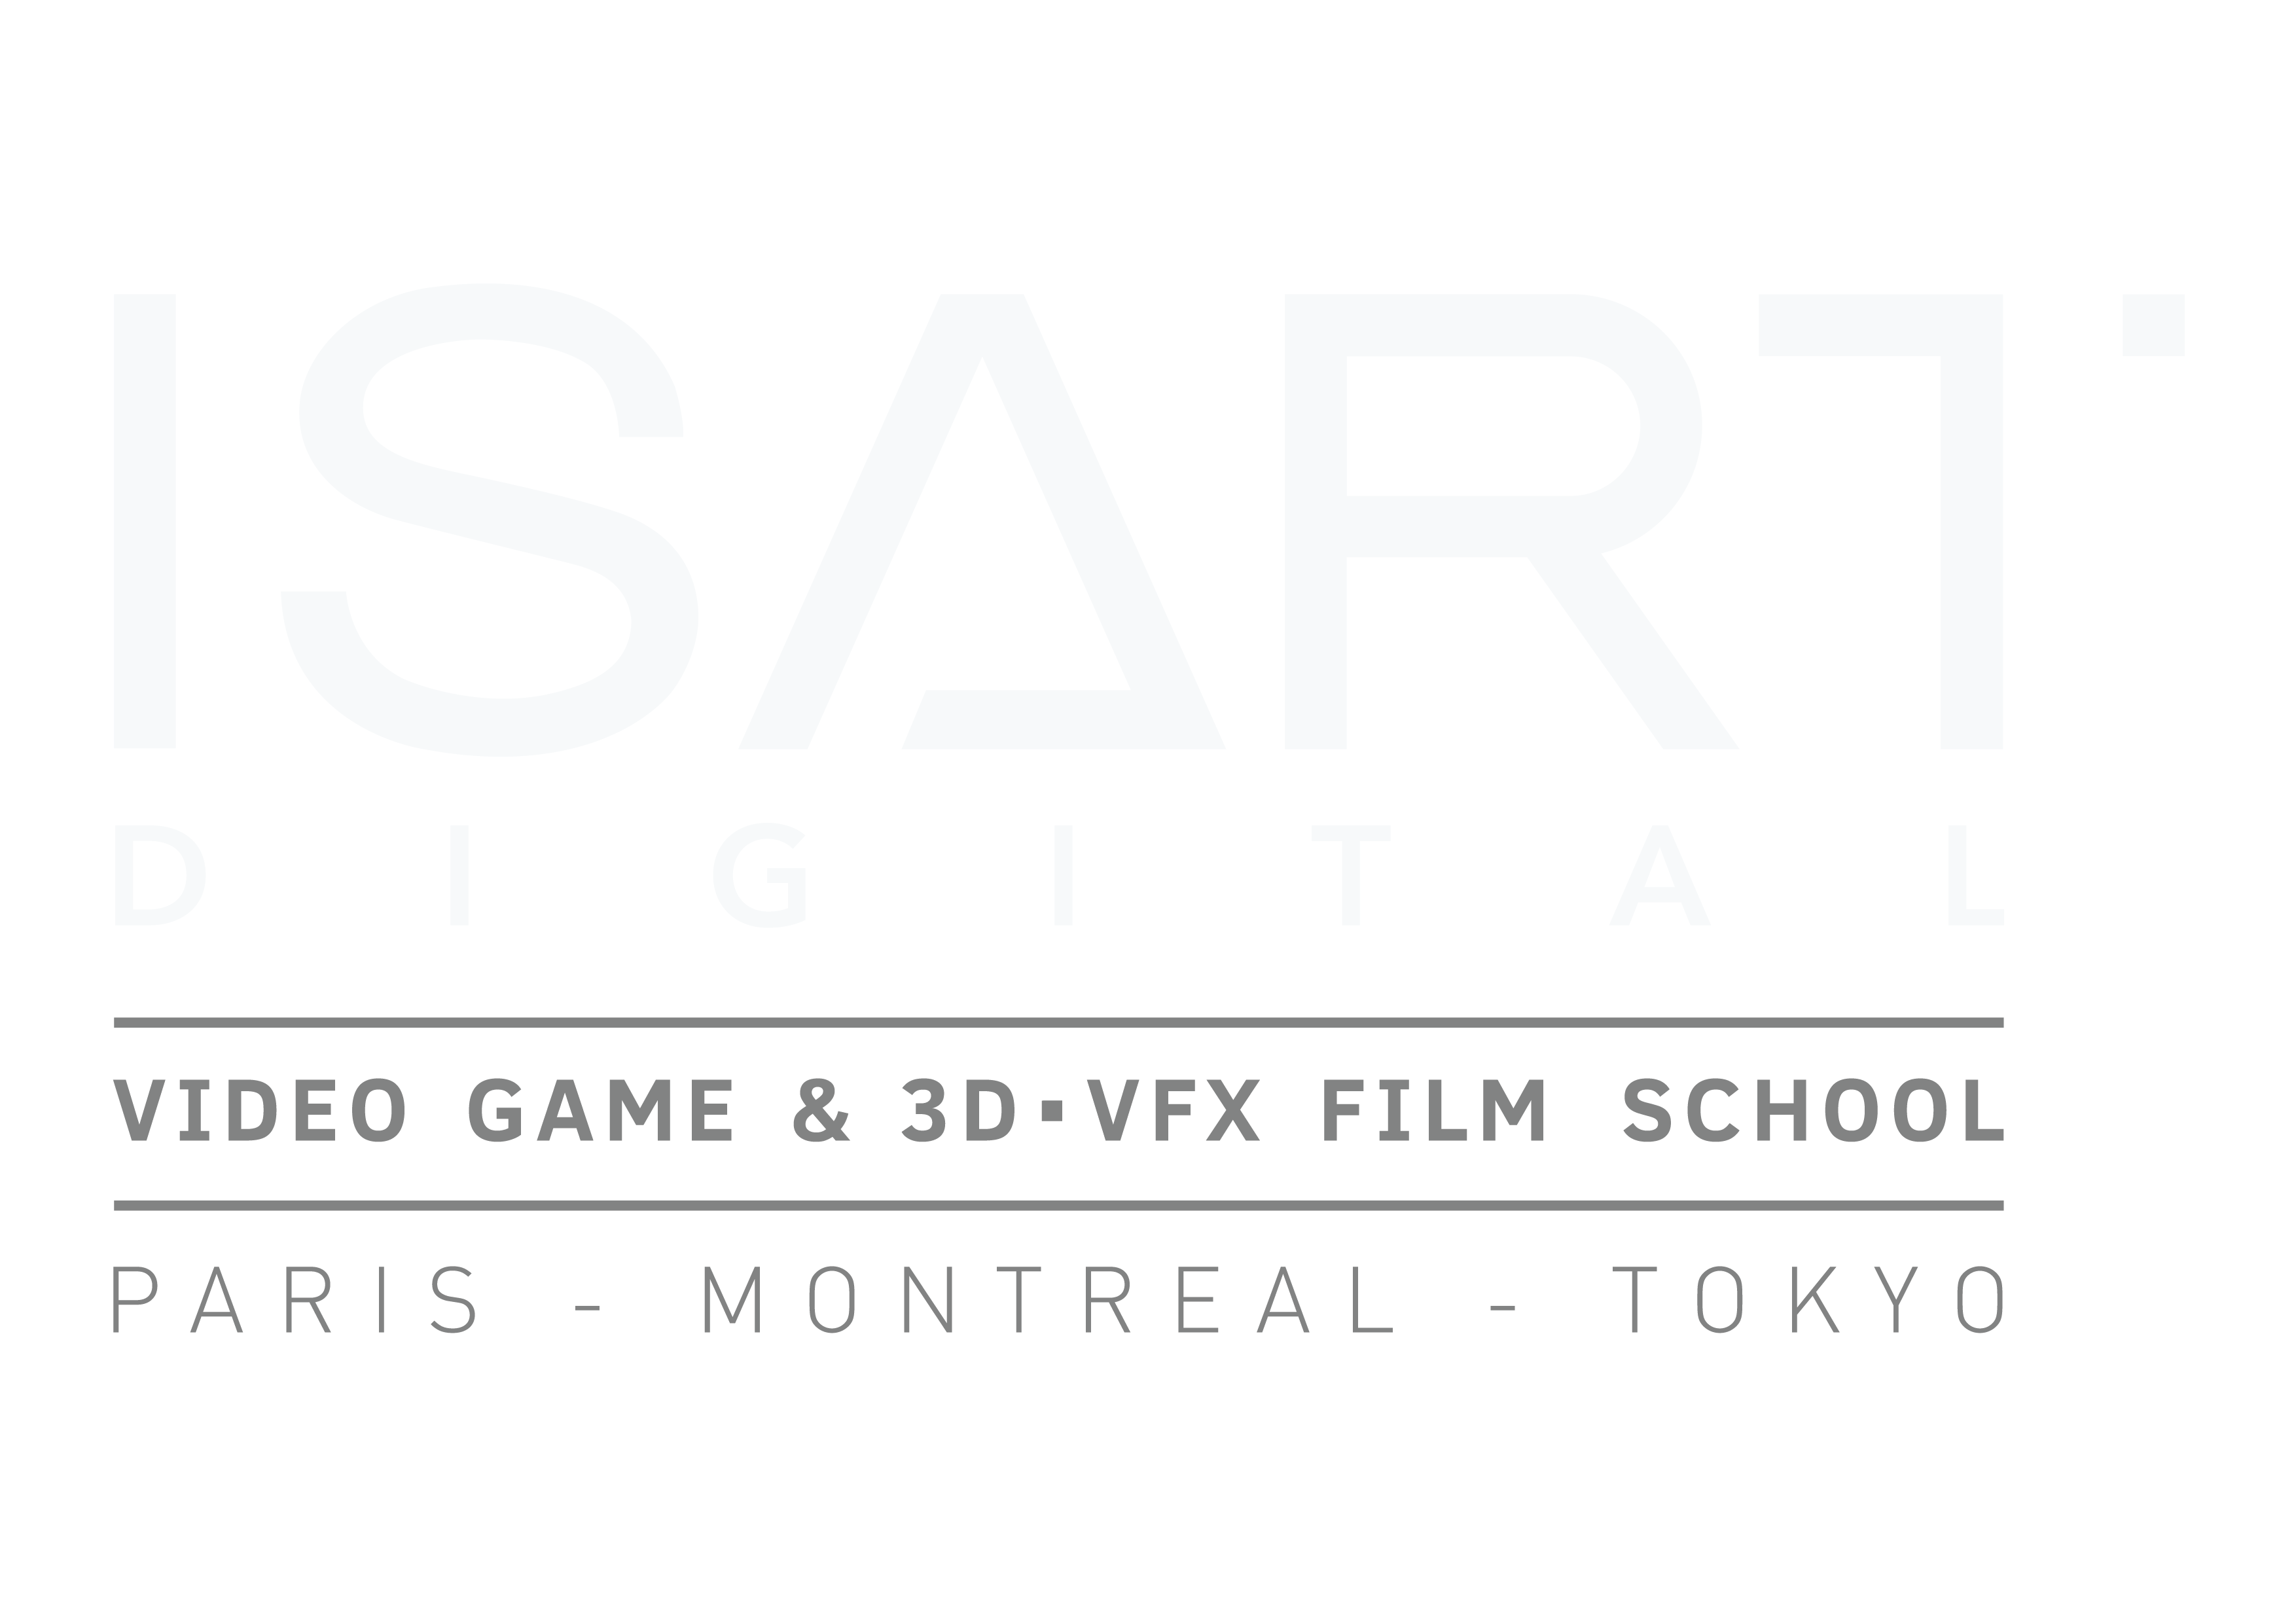 ISART
DIGITAL
VIDEO GAME & 3D▪VFX FILM SCHOOL
PARIS - MONTREAL - TOKYO